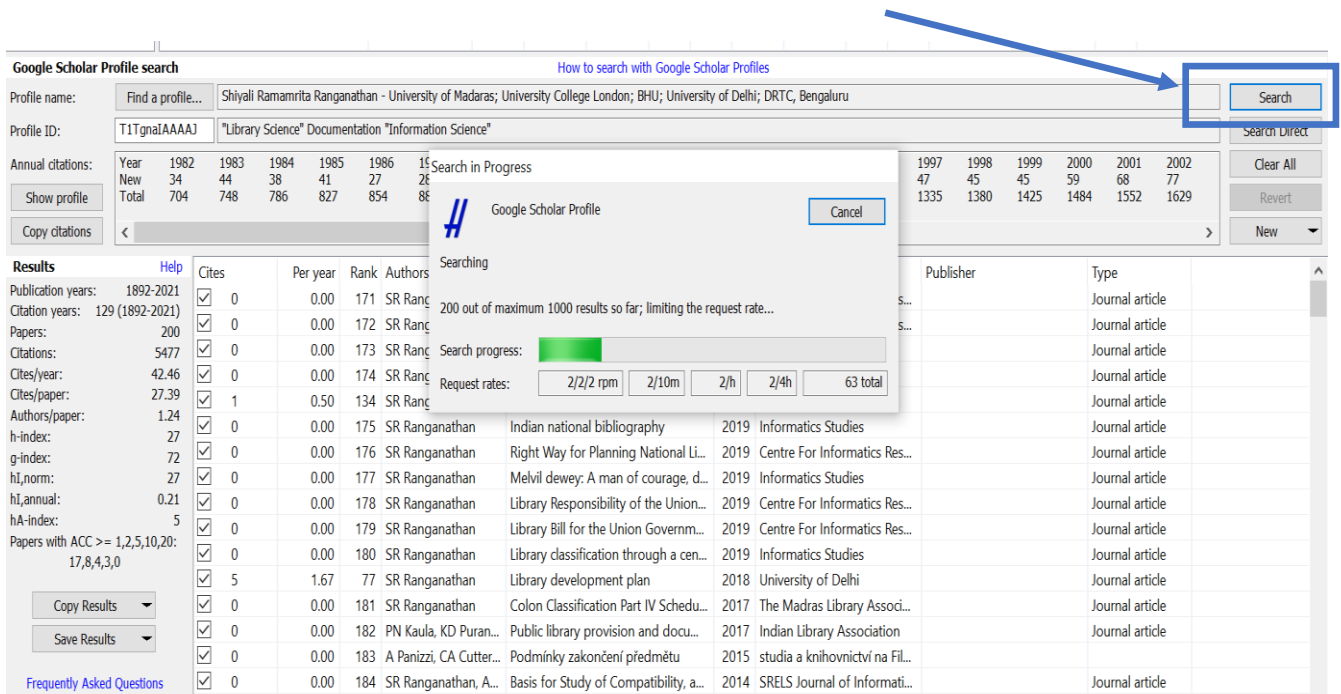 Google Scholar Profile search How to search with Google Scholar Profiles
Profile name: Find a profile... Shiyali Ramamrita Ranganathan - University of Madaras; University College London; BHU; University of Delhi; DRTC, Bengaluru Search
Profile ID: T1TgnaIAAAAJ "Library Science" Documentation "Information Science" Search Direct
Annual citations: Year 1982 1983 1984 1985 1986 1997 1998 1999 2000 2001 2002 Clear All
New 34 44 38 41 27 47 45 45 59 68 77
Show profile Total 704 748 786 827 854 1335 1380 1425 1484 1552 1629 Revert
Copy citations New
Search in Progress
Google Scholar Profile Cancel
Searching
200 out of maximum 1000 results so far; limiting the request rate...
Search progress:
Request rates: 2/2/2 rpm 2/10m 2/h 2/4h 63 total
Results Help
Publication years: 1892-2021
Citation years: 129 (1892-2021)
Papers: 200
Citations: 5477
Cites/year: 42.46
Cites/paper: 27.39
Authors/paper: 1.24
h-index: 27
g-index: 72
hI,norm: 27
hI,annual: 0.21
hA-index: 5
Papers with ACC >= 1,2,5,10,20:
17,8,4,3,0
Copy Results
Save Results
Frequently Asked Questions
Cites Per year Rank Authors Publisher Type
0 0.00 171 SR Rang s... Journal article
0 0.00 172 SR Rang s... Journal article
0 0.00 173 SR Rang Journal article
0 0.00 174 SR Rang Journal article
1 0.50 134 SR Rang Journal article
0 0.00 175 SR Ranganathan Indian national bibliography 2019 Informatics Studies Journal article
0 0.00 176 SR Ranganathan Right Way for Planning National Li... 2019 Centre For Informatics Res... Journal article
0 0.00 177 SR Ranganathan Melvil dewey: A man of courage, d... 2019 Informatics Studies Journal article
0 0.00 178 SR Ranganathan Library Responsibility of the Union... 2019 Centre For Informatics Res... Journal article
0 0.00 179 SR Ranganathan Library Bill for the Union Governm... 2019 Centre For Informatics Res... Journal article
0 0.00 180 SR Ranganathan Library classification through a cen... 2019 Informatics Studies Journal article
5 1.67 77 SR Ranganathan Library development plan 2018 University of Delhi Journal article
0 0.00 181 SR Ranganathan Colon Classification Part IV Schedu... 2017 The Madras Library Associ... Journal article
0 0.00 182 PN Kaula, KD Puran... Public library provision and docu... 2017 Indian Library Association Journal article
0 0.00 183 A Panizzi, CA Cutter... Podmínky zakončení předmětu 2015 studia a knihovnictví na Fil...
0 0.00 184 SR Ranganathan, A... Basis for Study of Compatibility, a... 2014 SRELS Journal of Informati... Journal article